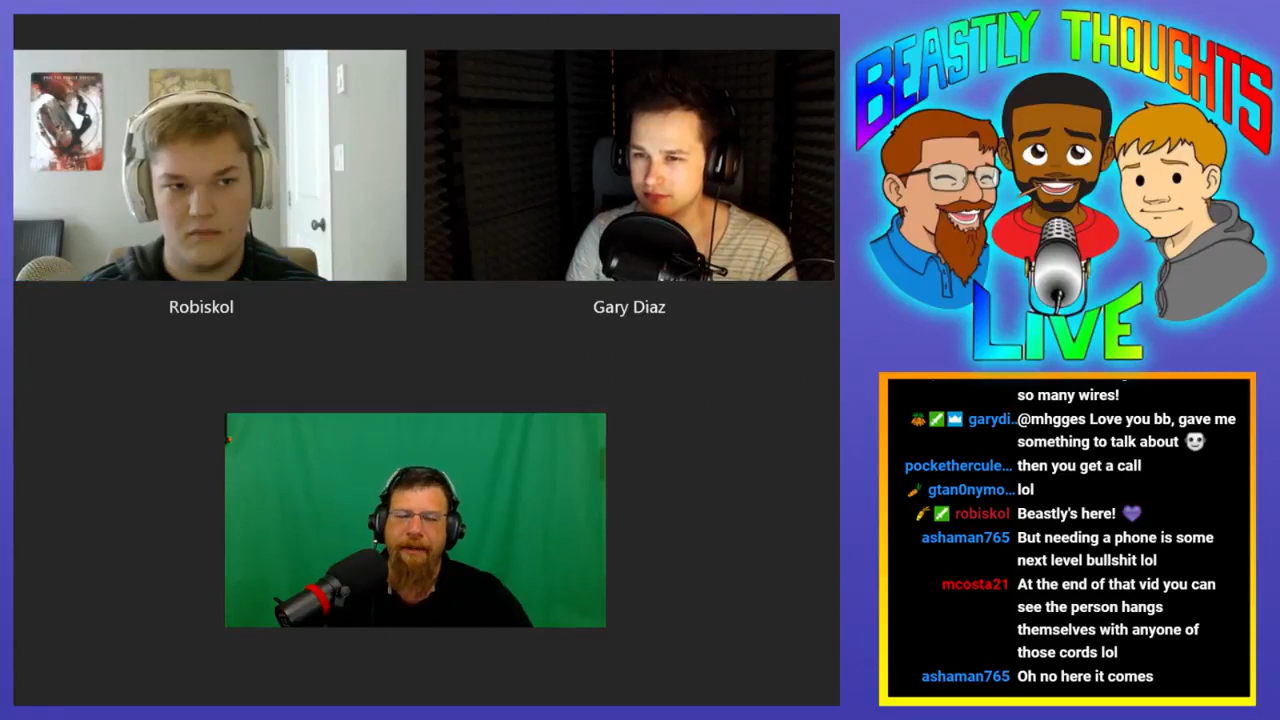 Robiskol
Gary Diaz
BEASTLY THOUGHTS
LIVE
so many wires!
garydi.. @mhgges Love you bb, gave me
something to talk about
pockethercule... then you get a call
gtan0nymo... lol
robiskol Beastly's here!
ashaman765 But needing a phone is some
next level bullshit lol
mcosta21 At the end of that vid you can
see the person hangs
themselves with anyone of
those cords lol
ashaman765 Oh no here it comes